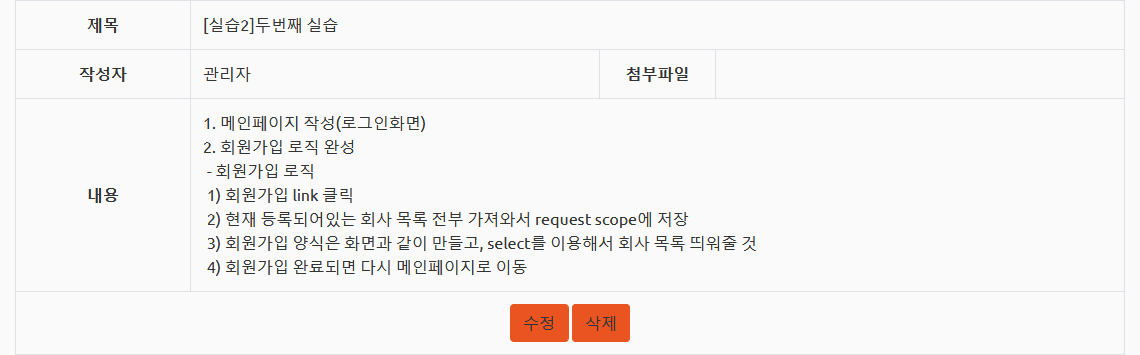 제목 [실습2]두번째 실습
작성자 관리자 첨부파일
내용
1. 메인페이지 작성(로그인화면)
2. 회원가입 로직 완성
- 회원가입 로직
1) 회원가입 link 클릭
2) 현재 등록되어있는 회사 목록 전부 가져와서 request scope에 저장
3) 회원가입 양식은 화면과 같이 만들고, select를 이용해서 회사 목록 띄워줄 것
4) 회원가입 완료되면 다시 메인페이지로 이동
수정 삭제